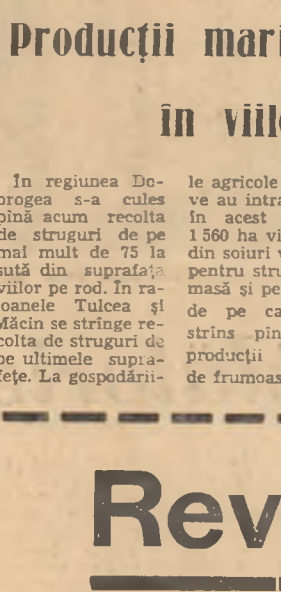 Producții mari
în viil
În regiunea Do-
brogea s-a cules
pînă acum recolta
de struguri de pe
mai mult de 75 la
sută din suprafața
viilor pe rod. În ra-
ioanele Tulcea și
Măcin se strînge re-
colta de struguri de
pe ultimele supra-
fețe. La gospodării-
le agricole
ve au intra
în acest
1 560 ha vi
din soiuri v
pentru stru
masă și pe
de pe ca
strîns pîn
producții
de frumoas
Rev